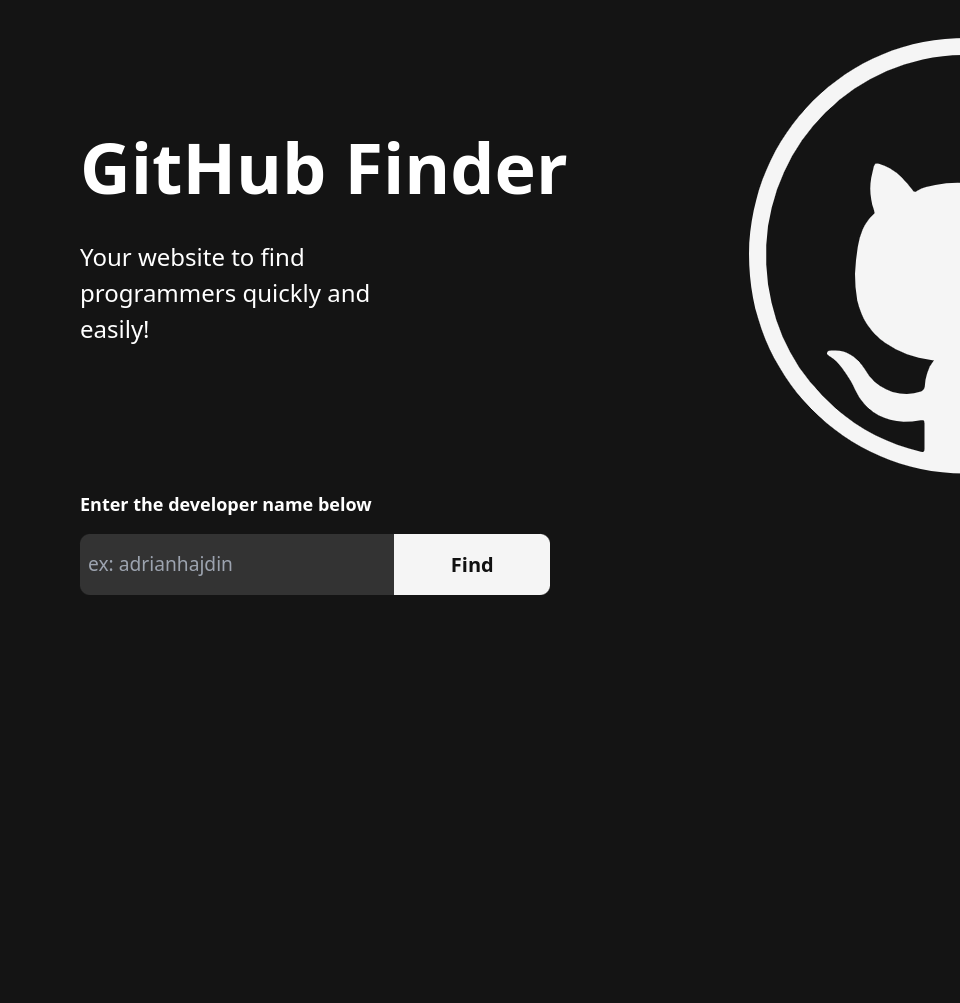 GitHub Finder
Your website to find
programmers quickly and
easily!
Enter the developer name below
ex: adrianhajdin
Find